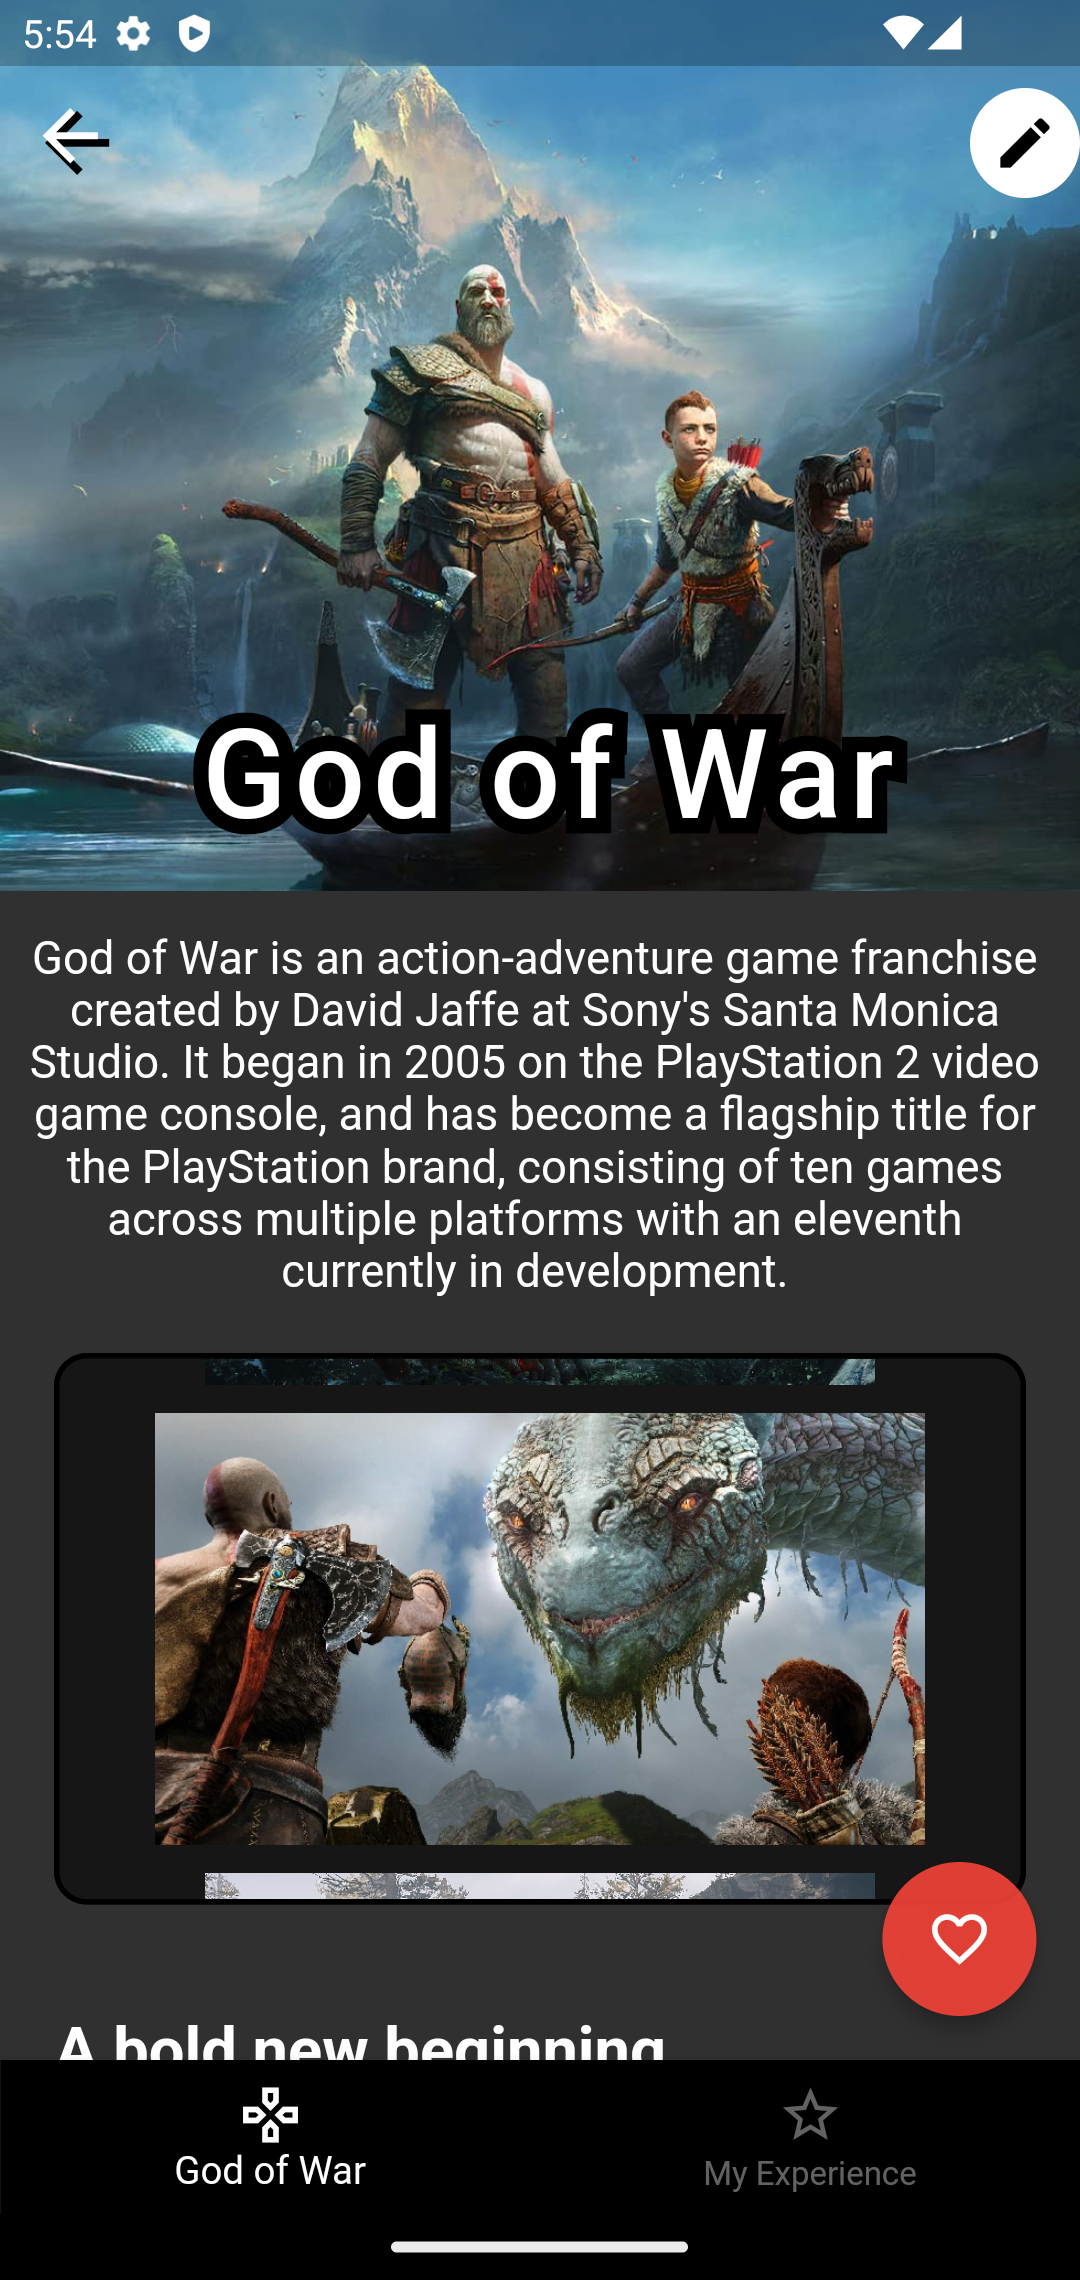 5:54
God of War
God of War is an action-adventure game franchise
created by David Jaffe at Sony's Santa Monica
Studio. It began in 2005 on the PlayStation 2 video
game console, and has become a flagship title for
the PlayStation brand, consisting of ten games
across multiple platforms with an eleventh
currently in development.
A bold new beginning
God of War
My Experience